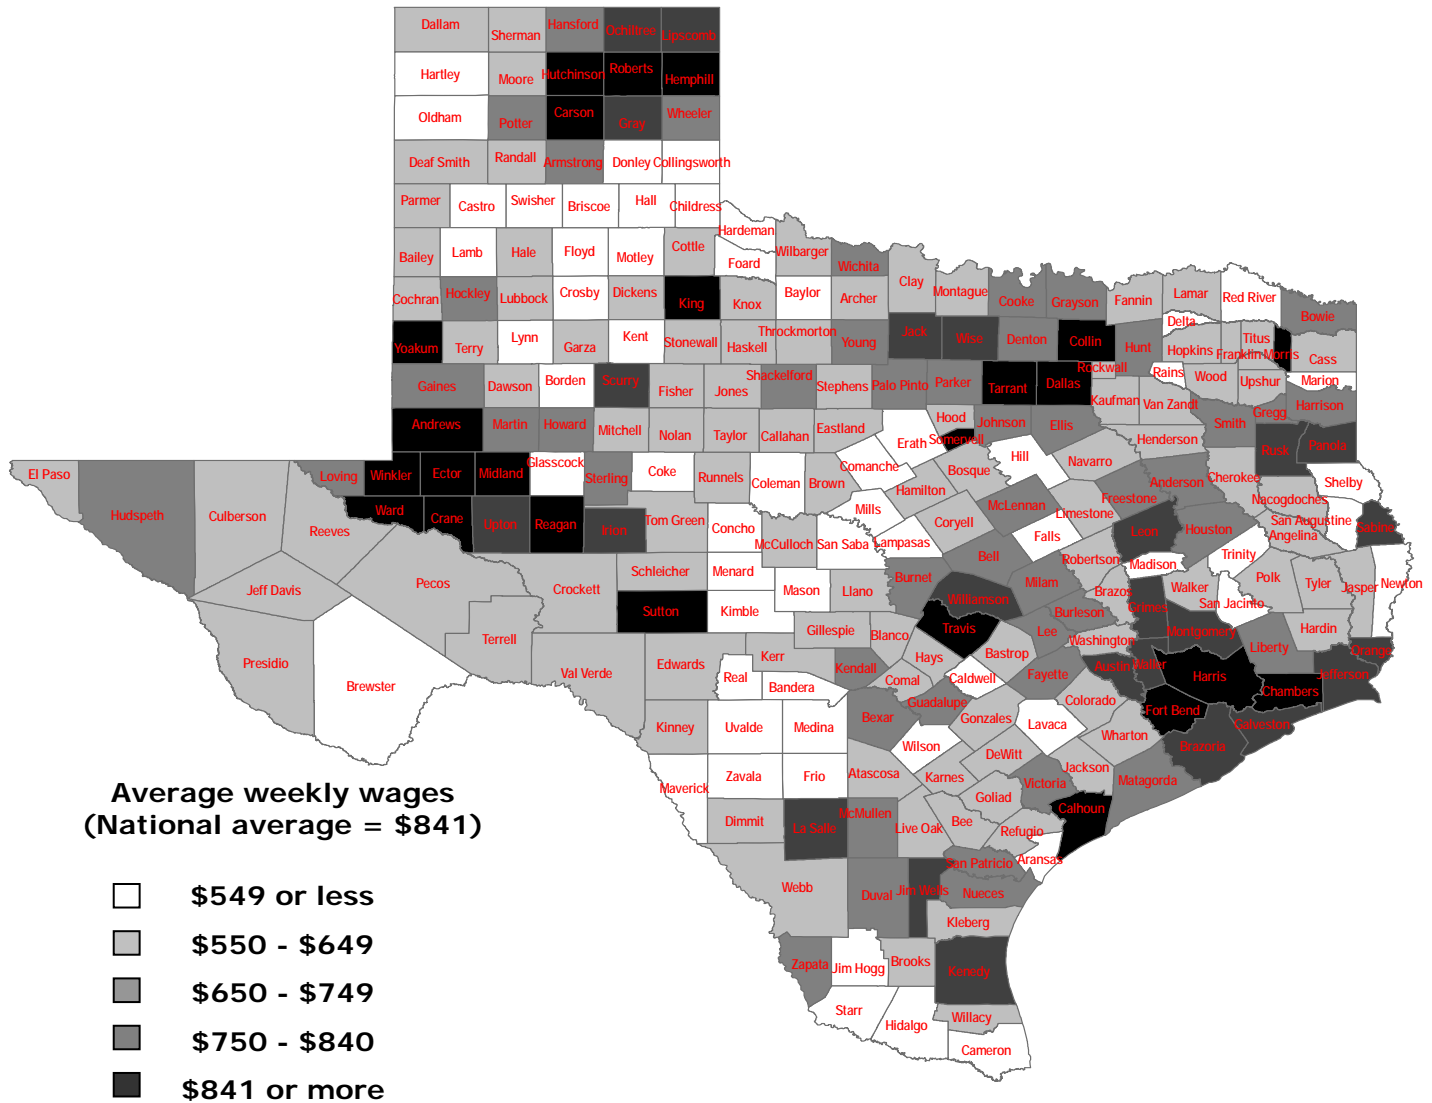 Dallam
Sherman
Hansford
Ochiltree
Lipscomb
Hartley
Moore
Hutchinson
Roberts
Hemphill
Oldham
Potter
Carson
Gray
Wheeler
Deaf Smith
Randall
Armstrong
Donley
Collingsworth
Parmer
Castro
Swisher
Briscoe
Hall
Childress
Hardeman
Bailey
Lamb
Hale
Floyd
Motley
Cottle
Foard
Wilbarger
Wichita
Cochran
Hockley
Lubbock
Crosby
Dickens
King
Knox
Baylor
Archer
Clay
Montague
Cooke
Grayson
Fannin
Lamar
Red River
Bowie
Yoakum
Terry
Lynn
Garza
Kent
Stonewall
Haskell
Throckmorton
Young
Jack
Wise
Denton
Collin
Hunt
Delta
Hopkins
Franklin
Titus
Morris
Cass
Gaines
Dawson
Borden
Scurry
Fisher
Jones
Shackelford
Stephens
Palo Pinto
Parker
Tarrant
Dallas
Rockwall
Rains
Wood
Upshur
Marion
Kaufman
Van Zandt
Smith
Gregg
Harrison
Andrews
Martin
Howard
Mitchell
Nolan
Taylor
Callahan
Eastland
Erath
Hood
Somervell
Johnson
Ellis
Henderson
Rusk
Panola
El Paso
Hudspeth
Culberson
Reeves
Loving
Winkler
Ector
Midland
Glasscock
Sterling
Coke
Runnels
Coleman
Brown
Comanche
Hamilton
Bosque
Hill
Navarro
Anderson
Cherokee
Nacogdoches
Shelby
Ward
Crane
Upton
Reagan
Irion
Tom Green
Concho
McCulloch
San Saba
Mills
Lampasas
Coryell
McLennan
Limestone
Freestone
Falls
Leon
Houston
San Augustine
Angelina
Sabine
Jeff Davis
Pecos
Crockett
Schleicher
Menard
Mason
Llano
Burnet
Bell
Milam
Robertson
Madison
Trinity
Brazos
Walker
San Jacinto
Polk
Tyler
Jasper
Newton
Presidio
Brewster
Terrell
Val Verde
Sutton
Kimble
Gillespie
Blanco
Williamson
Travis
Burleson
Lee
Washington
Grimes
Montgomery
Liberty
Hardin
Orange
Edwards
Kerr
Real
Bandera
Kendall
Hays
Comal
Bastrop
Caldwell
Guadalupe
Fayette
Austin
Waller
Harris
Chambers
Jefferson
Kinney
Uvalde
Medina
Bexar
Wilson
Gonzales
Lavaca
Colorado
Fort Bend
Wharton
Brazoria
Galveston
Maverick
Zavala
Frio
Atascosa
Karnes
DeWitt
Victoria
Jackson
Matagorda
Calhoun
Dimmit
La Salle
McMullen
Live Oak
Bee
Goliad
Refugio
Aransas
Webb
Duval
Jim Wells
San Patricio
Nueces
Kleberg
Zapata
Jim Hogg
Brooks
Kenedy
Starr
Hidalgo
Willacy
Cameron
Average weekly wages
(National average = $841)
$549 or less
$550 - $649
$650 - $749
$750 - $840
$841 or more